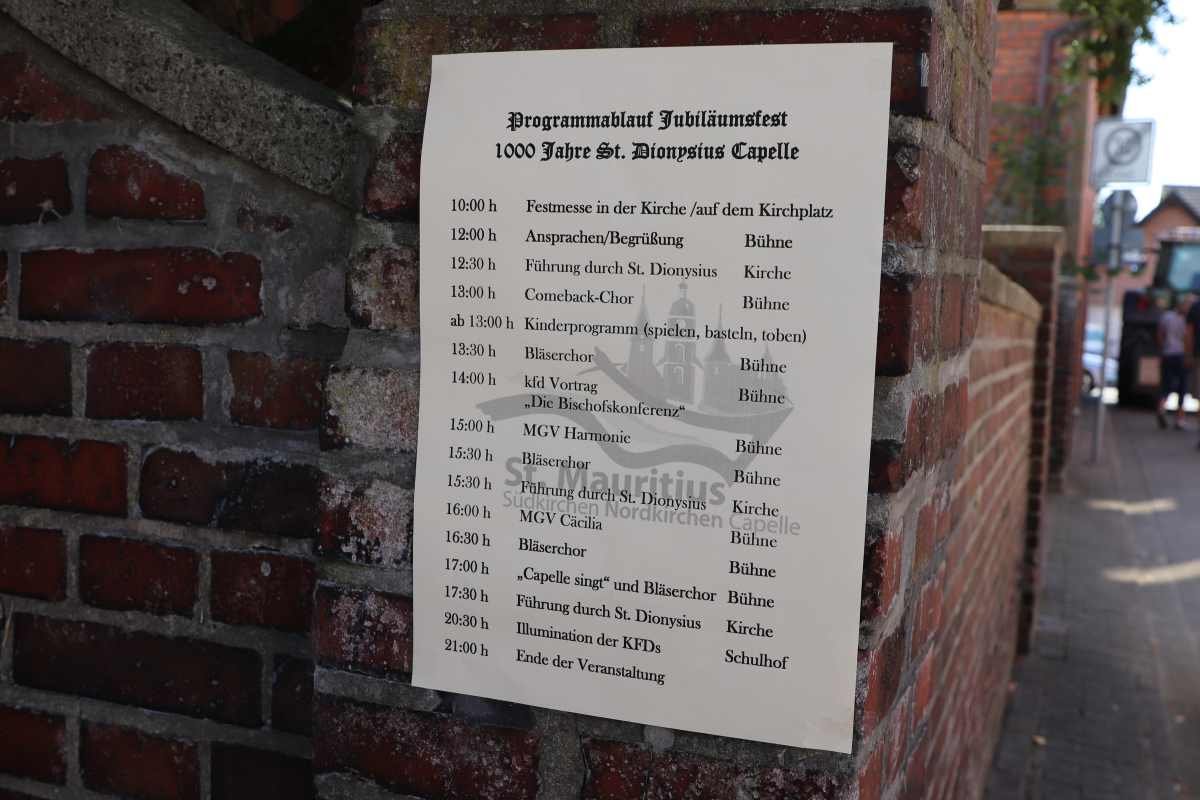 Programmablauf Jubiläumsfest
1000 Jahre St. Dionysius Capelle
10:00 h Festmesse in der Kirche /auf dem Kirchplatz
12:00 h Ansprachen/Begrüßung Bühne
12:30 h Führung durch St. Dionysius Kirche
13:00 h Comeback-Chor Bühne
ab 13:00 h Kinderprogramm (spielen, basteln, toben)
13:30 h Bläserchor Bühne
14:00 h kfd Vortrag Bühne
„Die Bischofskonferenz“
15:00 h MGV Harmonie Bühne
15:30 h Bläserchor Bühne
15:30 h Führung durch St. Dionysius Kirche
16:00 h MGV Cäcilia Bühne
16:30 h Bläserchor Bühne
17:00 h „Capelle singt“ und Bläserchor Bühne
17:30 h Führung durch St. Dionysius Kirche
20:30 h Illumination der KFDs Schulhof
21:00 h Ende der Veranstaltung
St. Mauritius
Südkirchen Nordkirchen Capelle